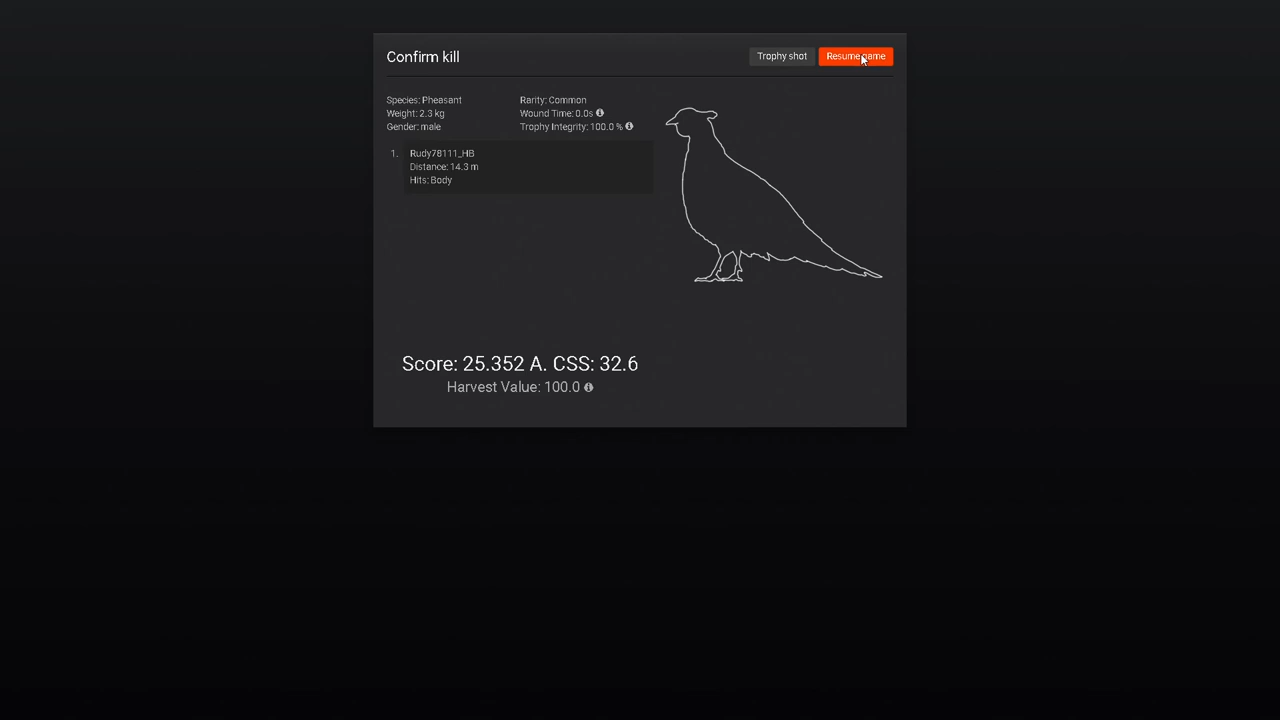 Confirm kill
Trophy shot
Resume game
Species: Pheasant
Rarity: Common
Weight: 2.3 kg
Wound Time: 0.0s
Gender: male
Trophy Integrity: 100.0 %
1. Rudy78111_HB
Distance: 14.3 m
Hits: Body
Score: 25.352 A. CSS: 32.6
Harvest Value: 100.0